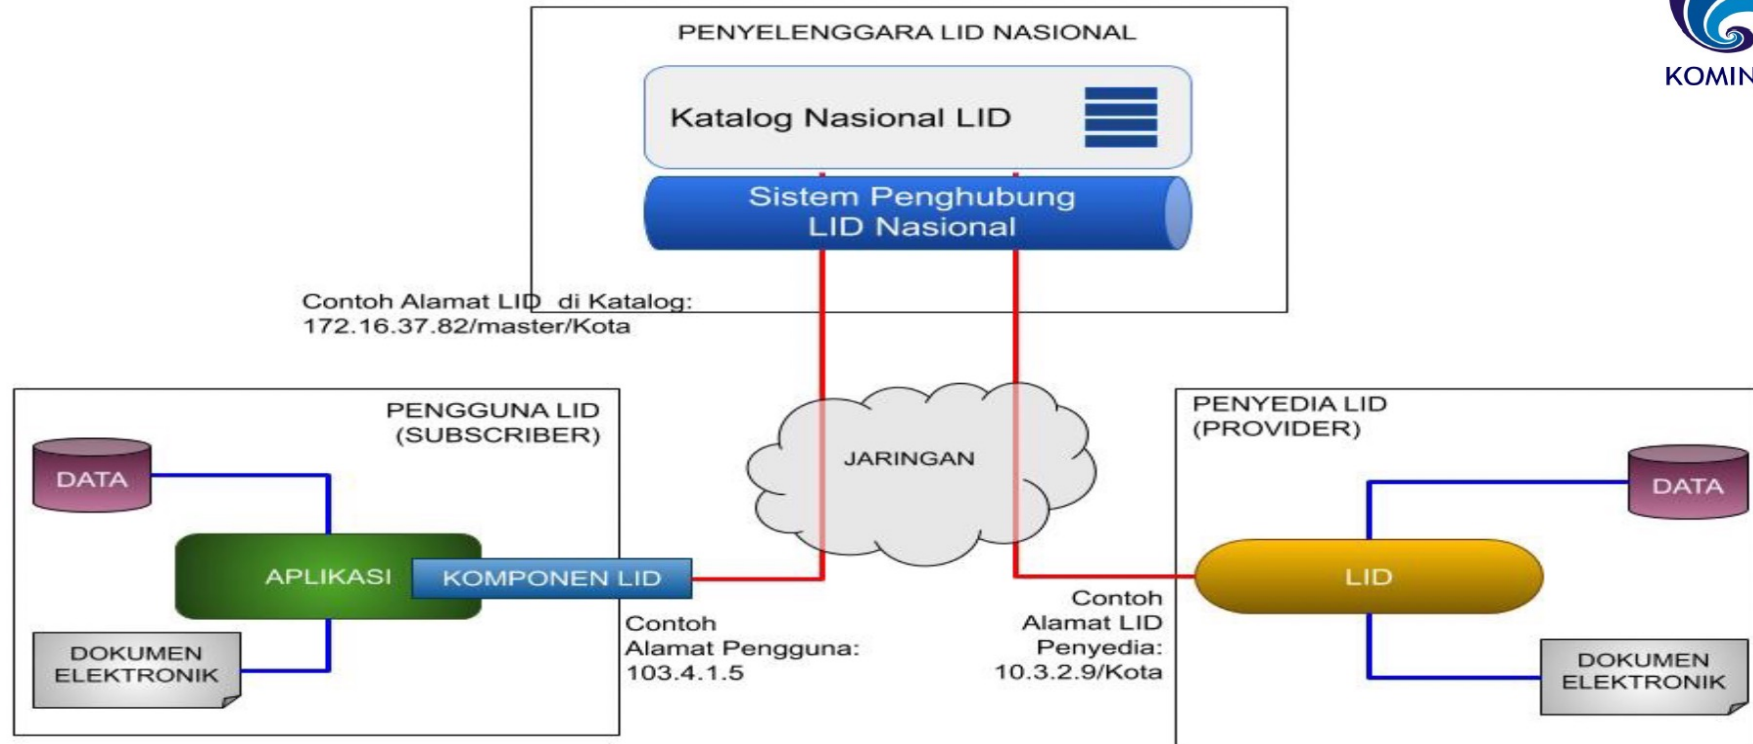 PENYELENGGARA LID NASIONAL
Katalog Nasional LID
Sistem Penghubung
LID Nasional
KOMIN
Contoh Alamat LID di Katalog:
172.16.37.82/master/Kota
PENGGUNA LID
(SUBSCRIBER)
DATA
APLIKASI
KOMPONEN LID
DOKUMEN
ELEKTRONIK
Contoh
Alamat Pengguna:
103.4.1.5
JARINGAN
Contoh
Alamat LID
Penyedia:
10.3.2.9/Kota
PENYEDIA LID
(PROVIDER)
DATA
LID
DOKUMEN
ELEKTRONIK